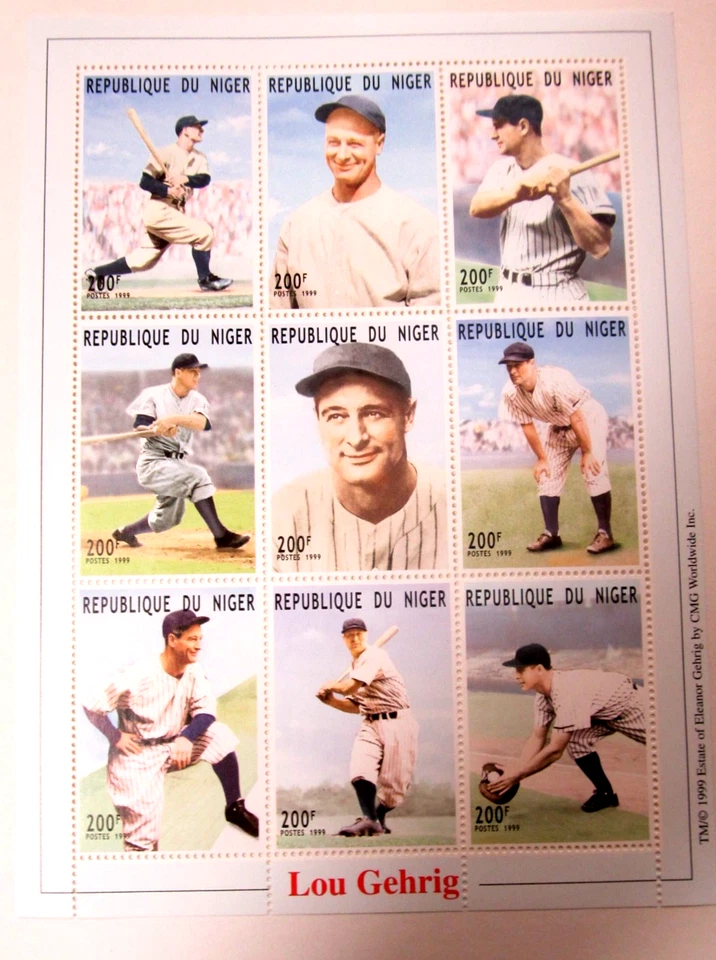 REPUBLIQUE DU NIGER
200F
POSTES 1999
REPUBLIQUE DU NIGER
200F
POSTES 1999
REPUBLIQUE DU NIGER
200F
POSTES 1999
REPUBLIQUE DU NIGER
200F
POSTES 1999
REPUBLIQUE DU NIGER
200F
POSTES 1999
REPUBLIQUE DU NIGER
200F
POSTES 1999
REPUBLIQUE DU NIGER
200F
POSTES 1999
REPUBLIQUE DU NIGER
200F
POSTES 1999
REPUBLIQUE DU NIGER
200F
POSTES 1999
Lou Gehrig
TM/© 1999 Estate of Eleanor Gehrig by CMG Worldwide Inc.